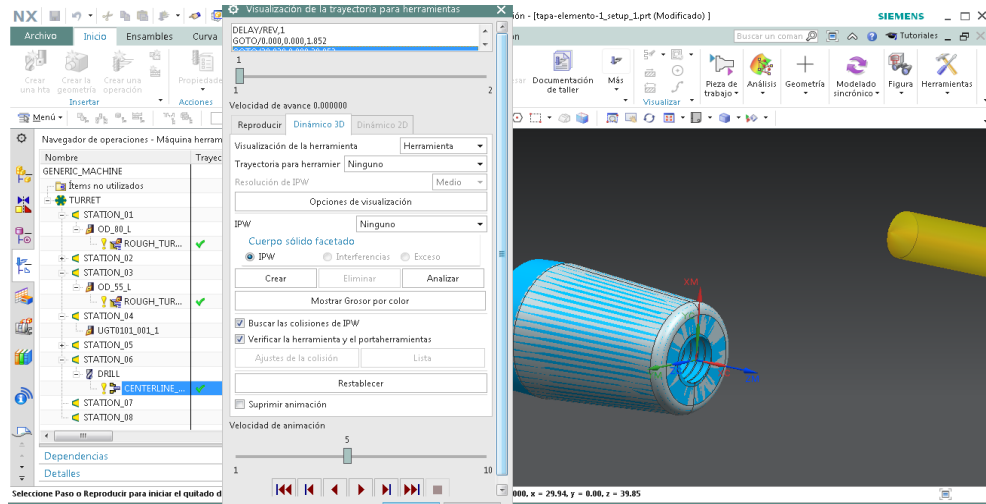 NX
Visualización de la trayectoria para herramientas
ión - [tapa-elemento-1_setup_1.prt (Modificado) ]
SIEMENS
Archivo
Inicio
Ensambles
Curva
Buscar un coman
Tutoriales
Crear una hta
Crear la geometría
Crear una operación
Propiedade
Insertar
Acciones
Documentación de taller
Más
Visualizar
Pieza de trabajo
Análisis
Geometría
Modelado sincrónico
Figura
Herramientas
Menú
DELAY/REV,1
GOTO/0.000,0.000,1.852
1
1
2
Velocidad de avance 0.000000
Reproducir
Dinámico 3D
Dinámico 2D
Visualización de la herramienta
Herramienta
Trayectoria para herramier
Ninguno
Resolución de IPW
Medio
Opciones de visualización
IPW
Ninguno
Cuerpo sólido facetado
IPW
Interferencias
Exceso
Crear
Eliminar
Analizar
Mostrar Grosor por color
Buscar las colisiones de IPW
Verificar la herramienta y el portaherramientas
Ajustes de la colisión
Lista
Restablecer
Suprimir animación
Velocidad de animación
5
1
10
Navegador de operaciones - Máquina herram
Nombre
Trayec
GENERIC_MACHINE
Ítems no utilizados
TURRET
STATION_01
OD_80_L
ROUGH_TUR...
STATION_02
STATION_03
OD_55_L
ROUGH_TUR...
STATION_04
UGT0101_001_1
STATION_05
STATION_06
DRILL
CENTERLINE_...
STATION_07
STATION_08
Dependencias
Detalles
XM
ZM
Seleccione Paso o Reproducir para iniciar el quitado d
000, x = 29.94, y = 0.00, z = 39.85